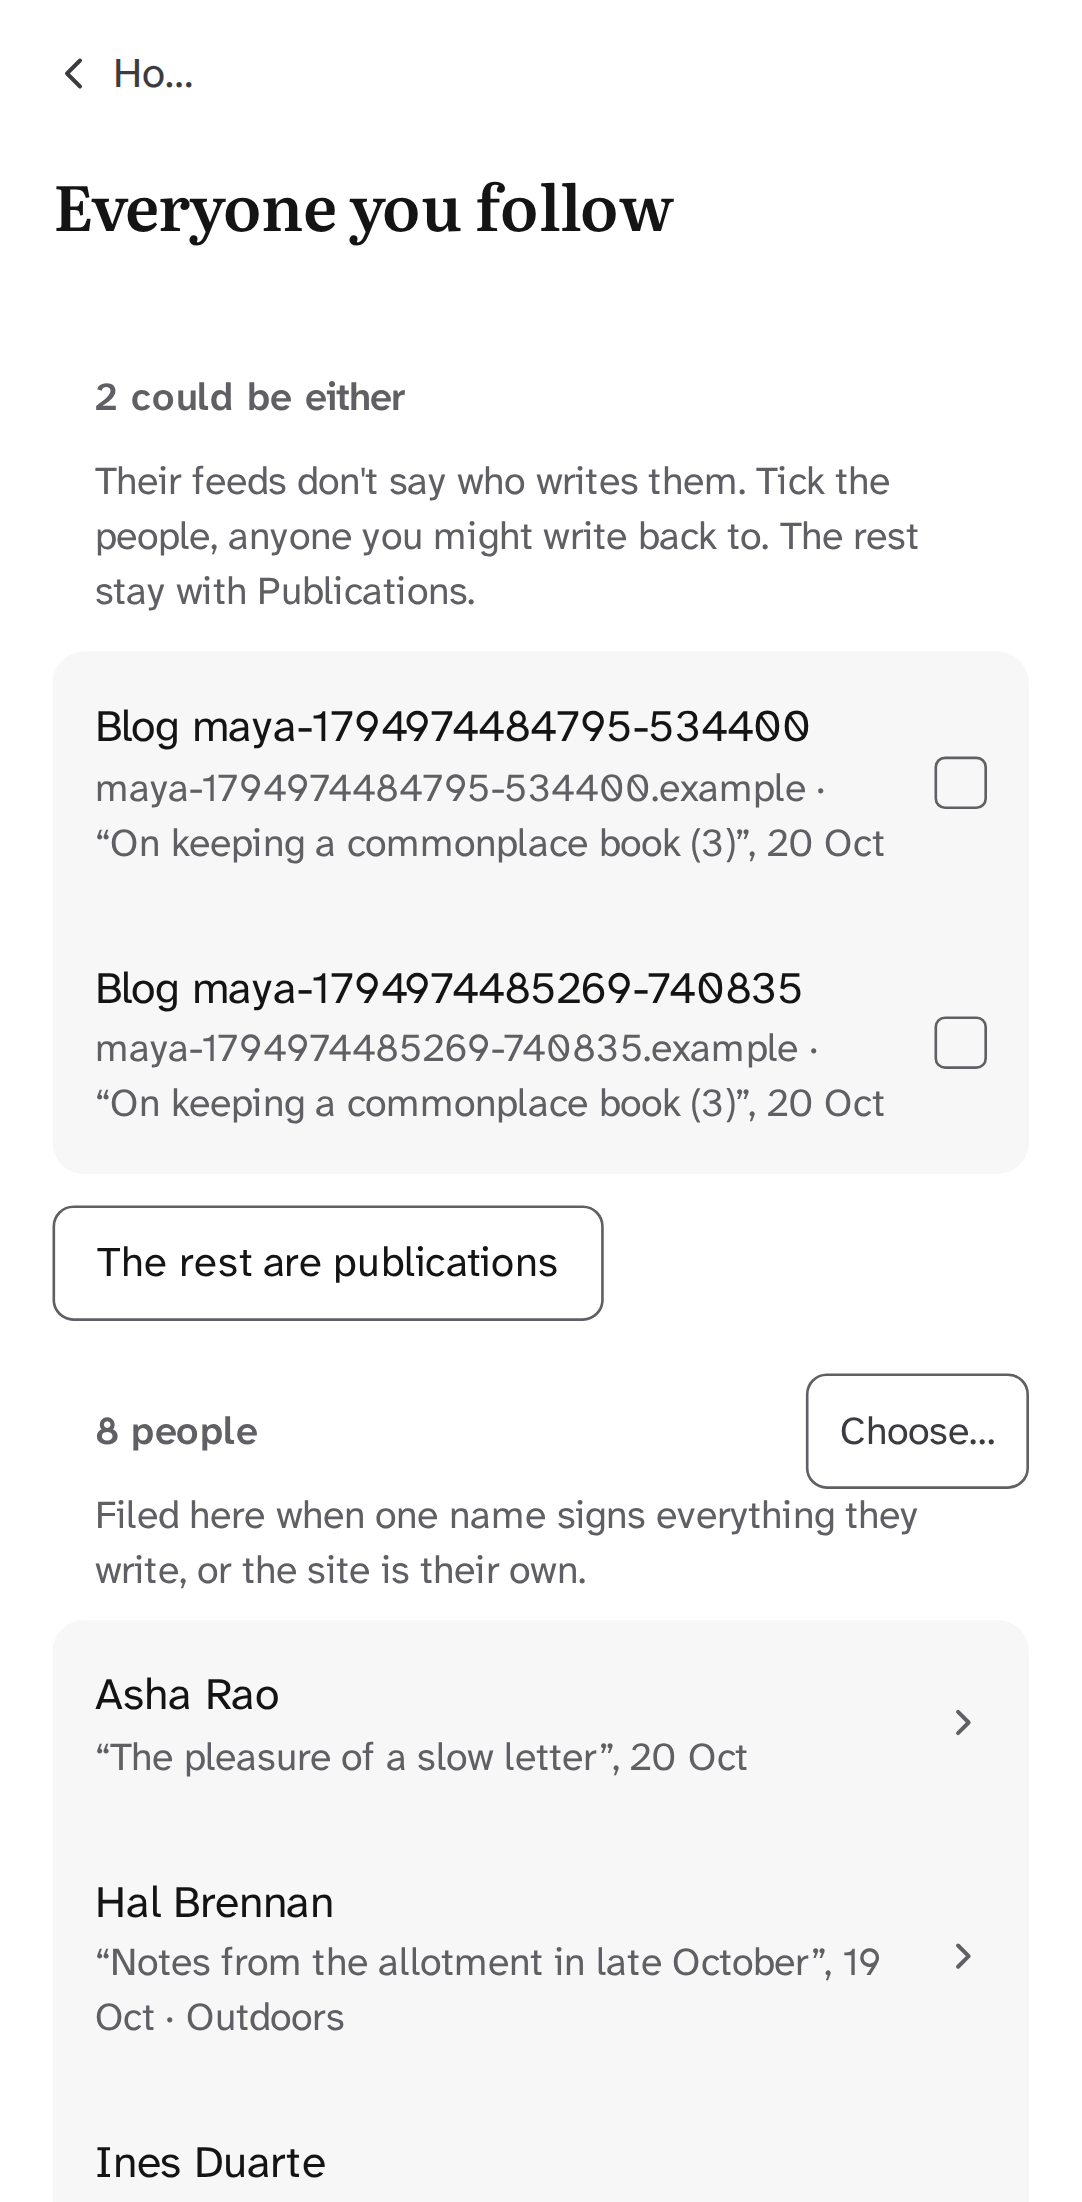 Ho...
Everyone you follow
2 could be either
Their feeds don't say who writes them. Tick the
people, anyone you might write back to. The rest
stay with Publications.
Blog maya-1794974484795-534400
maya-1794974484795-534400.example ·
“On keeping a commonplace book (3)”, 20 Oct
Blog maya-1794974485269-740835
maya-1794974485269-740835.example ·
“On keeping a commonplace book (3)”, 20 Oct
The rest are publications
8 people
Choose...
Filed here when one name signs everything they
write, or the site is their own.
Asha Rao
“The pleasure of a slow letter”, 20 Oct
Hal Brennan
“Notes from the allotment in late October”, 19
Oct · Outdoors
Ines Duarte